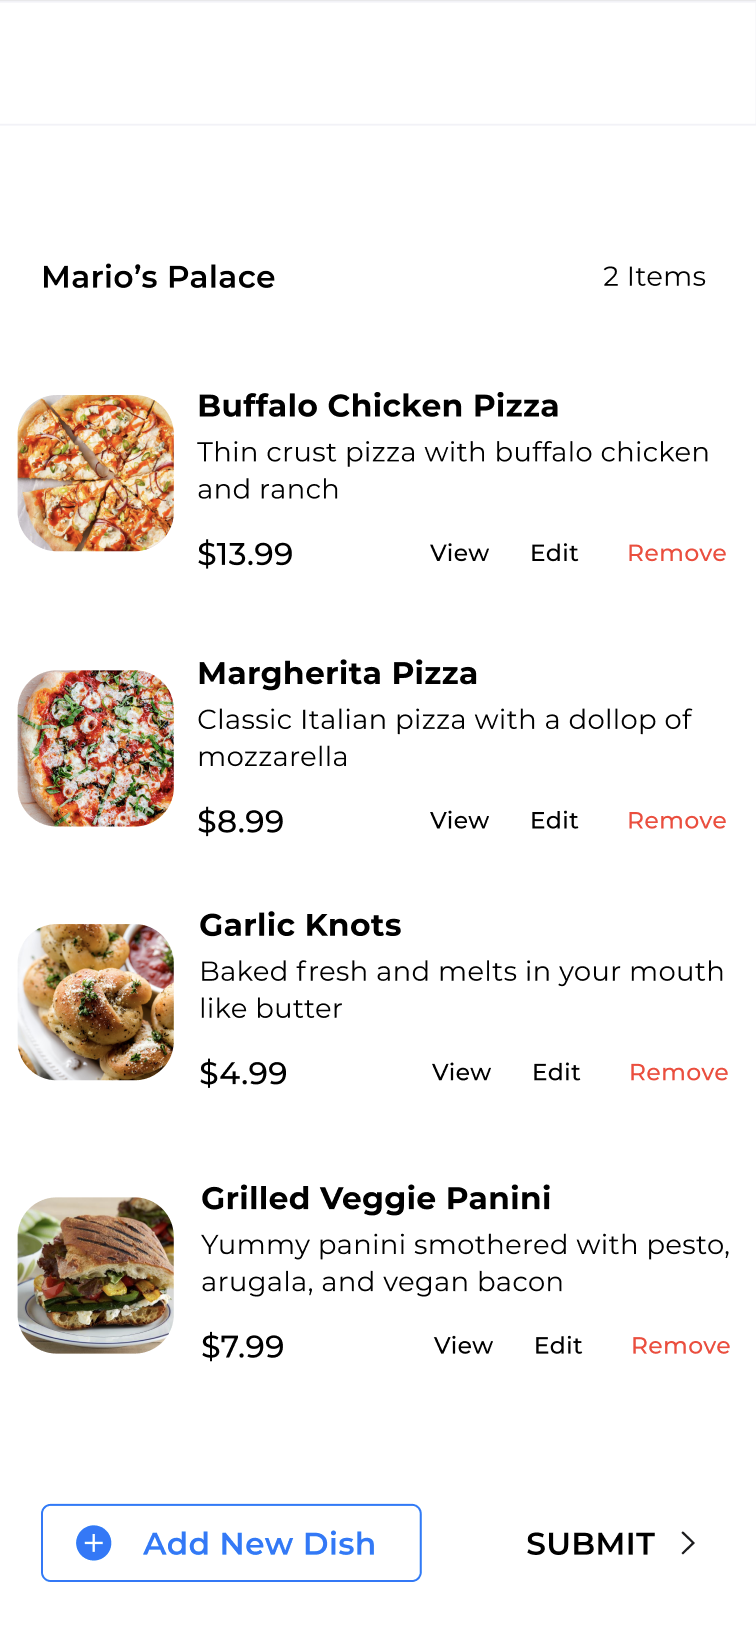 Mario’s Palace 2 Items
Buffalo Chicken Pizza
Thin crust pizza with buffalo chicken
and ranch
$13.99 View Edit Remove
Margherita Pizza
Classic Italian pizza with a dollop of
mozzarella
$8.99 View Edit Remove
Garlic Knots
Baked fresh and melts in your mouth
like butter
$4.99 View Edit Remove
Grilled Veggie Panini
Yummy panini smothered with pesto,
arugala, and vegan bacon
$7.99 View Edit Remove
Add New Dish SUBMIT